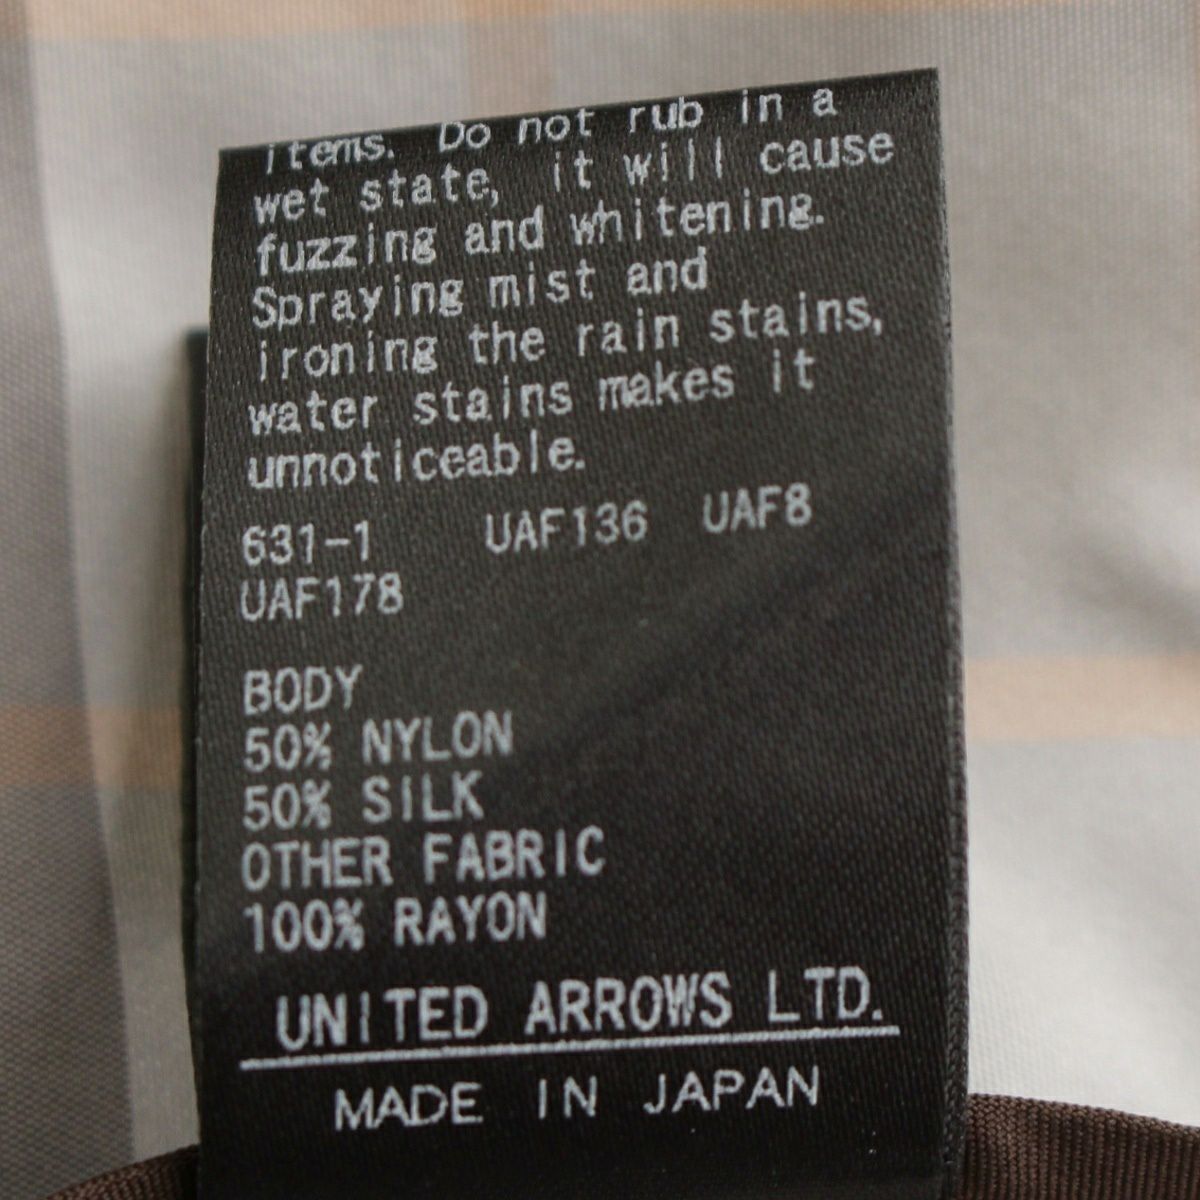 items. Do not rub in a
wet state, it will cause
fuzzing and whitening.
Spraying mist and
ironing the rain stains,
water stains makes it
unnoticeable.
631-1 UAF136 UAF8
UAF178
BODY
50% NYLON
50% SILK
OTHER FABRIC
100% RAYON
UNITED ARROWS LTD.
MADE IN JAPAN